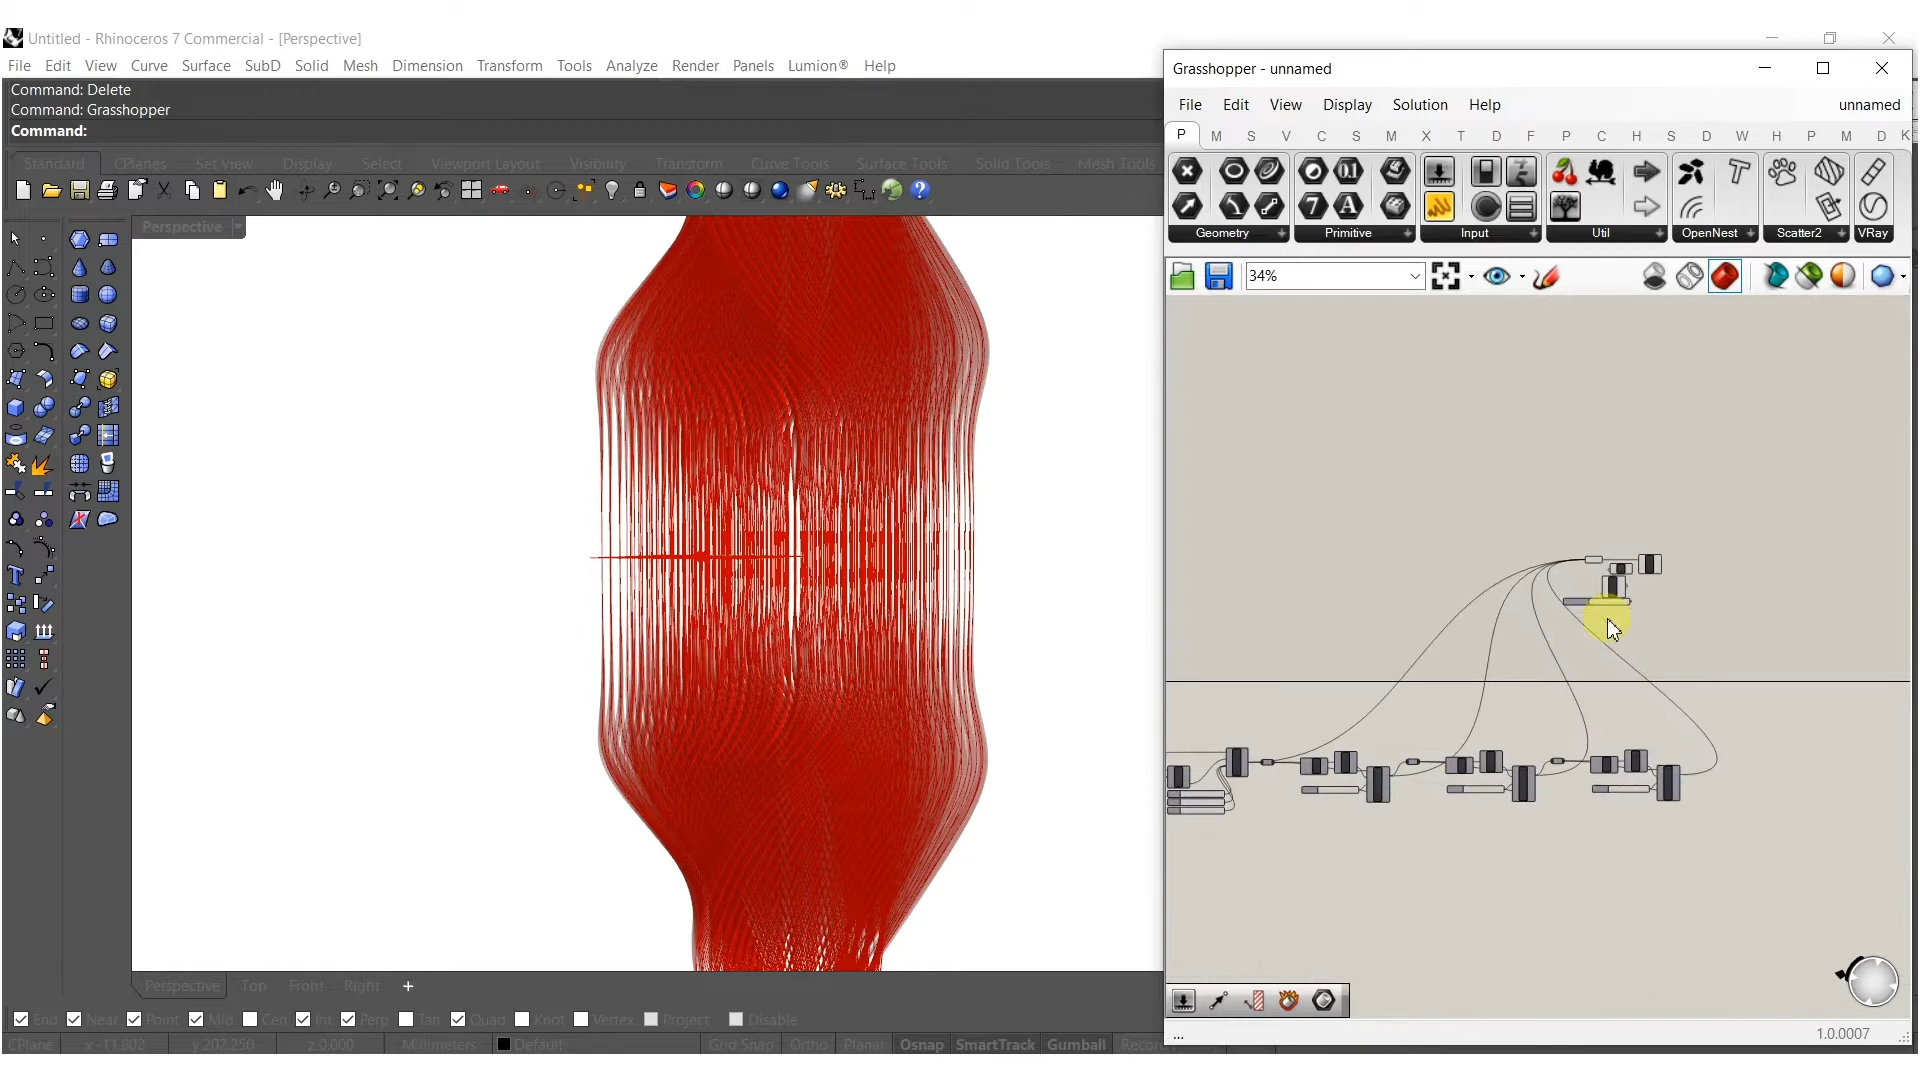 Untitled - Rhinoceros 7 Commercial - [Perspective]
File Edit View Curve Surface SubD Solid Mesh Dimension Transform Tools Analyze Render Panels Lumion® Help
Command: Delete
Command: Grasshopper
Command:
Standard CPlanes Set View Display Select Viewport Layout Visibility Transform Curve Tools Surface Tools Solid Tools Mesh Tools
Perspective
Grasshopper - unnamed
File Edit View Display Solution Help unnamed
P M S V C S M X T D F P C H S D W H P M D K
Geometry Primitive Input Util OpenNest Scatter2 VRay
34%
Perspective Top Front Right +
End Near Point Mid Cen Int Perp Tan Quad Knot Vertex Project Disable
CPlane x -11.802 y 202.250 z 0.000 Millimeters Default Grid Snap Ortho Planar Osnap SmartTrack Gumball Record
...
1.0.0007